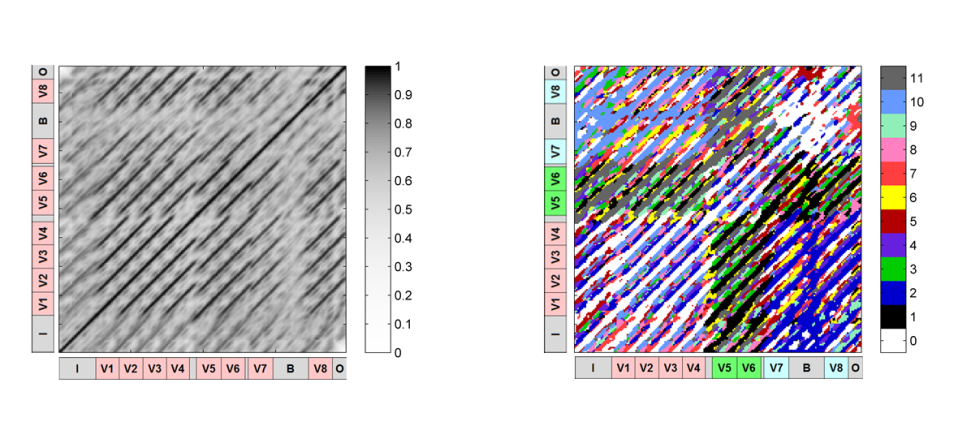 O
V8
B
V7
V6
V5
V4
V3
V2
V1
I
I V1 V2 V3 V4 V5 V6 V7 B V8 O
1
0.9
0.8
0.7
0.6
0.5
0.4
0.3
0.2
0.1
0
O
V8
B
V7
V6
V5
V4
V3
V2
V1
I
I V1 V2 V3 V4 V5 V6 V7 B V8 O
11
10
9
8
7
6
5
4
3
2
1
0